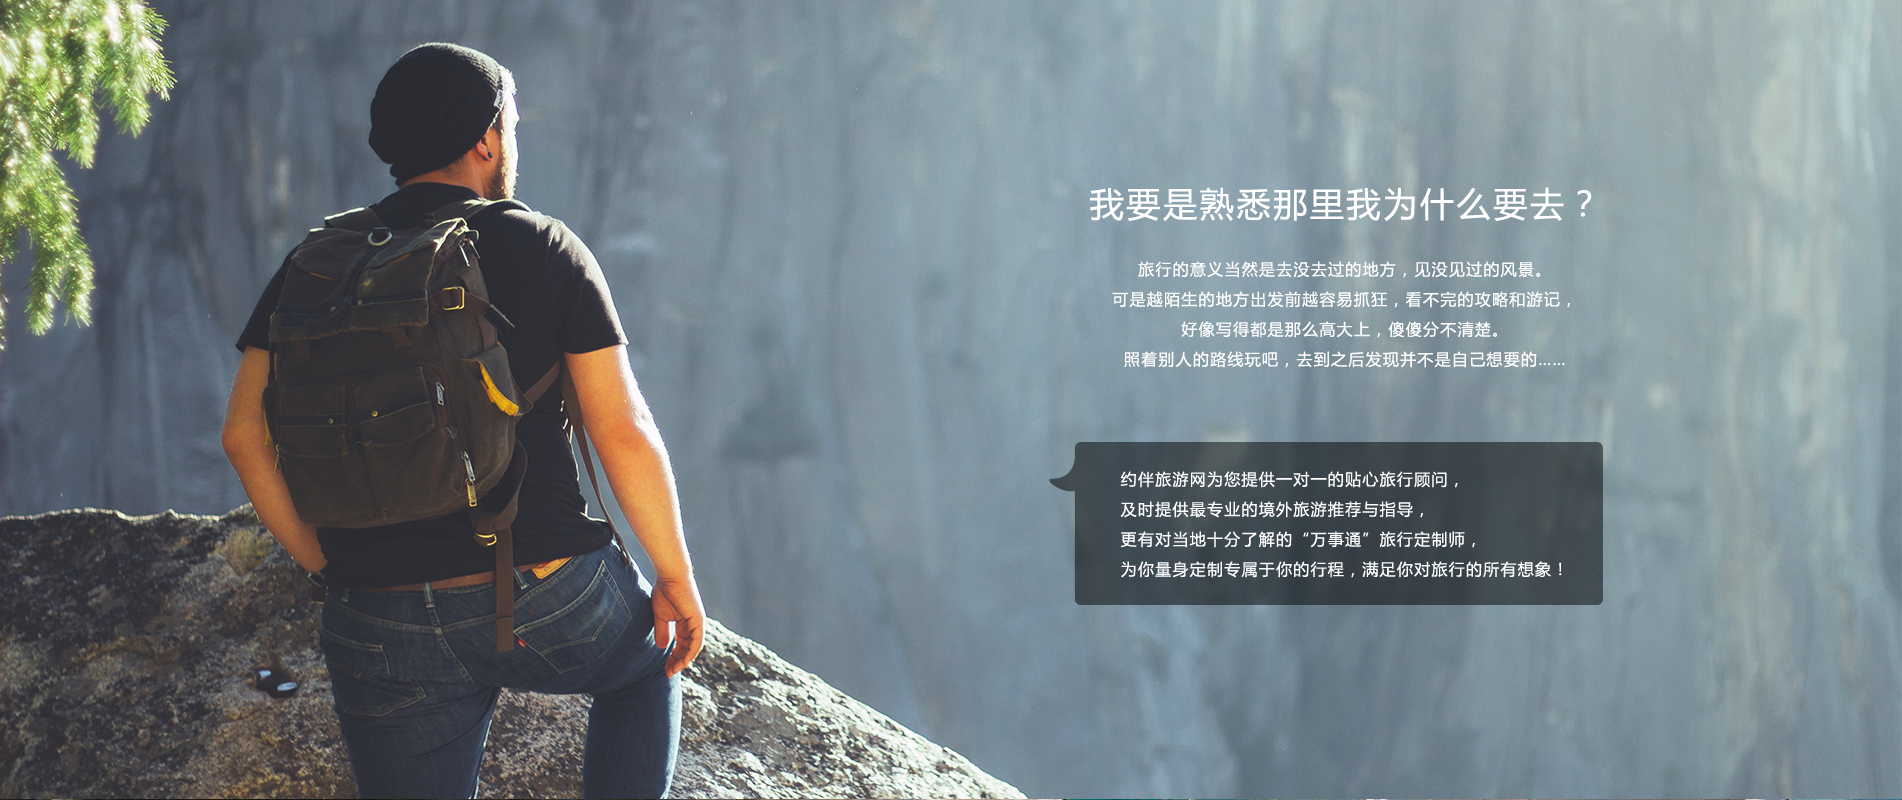 我要是熟悉那里我为什么要去？
旅行的意义当然是去没去过的地方，见没见过的风景。
可是越陌生的地方出发前越容易抓狂，看不完的攻略和游记，
好像写得都是那么高大上，傻傻分不清楚。
照着别人的路线玩吧，去到之后发现并不是自己想要的……
约伴旅游网为您提供一对一的贴心旅行顾问，
及时提供最专业的境外旅游推荐与指导，
更有对当地十分了解的“万事通”旅行定制师，
为你量身定制专属于你的行程，满足你对旅行的所有想象！